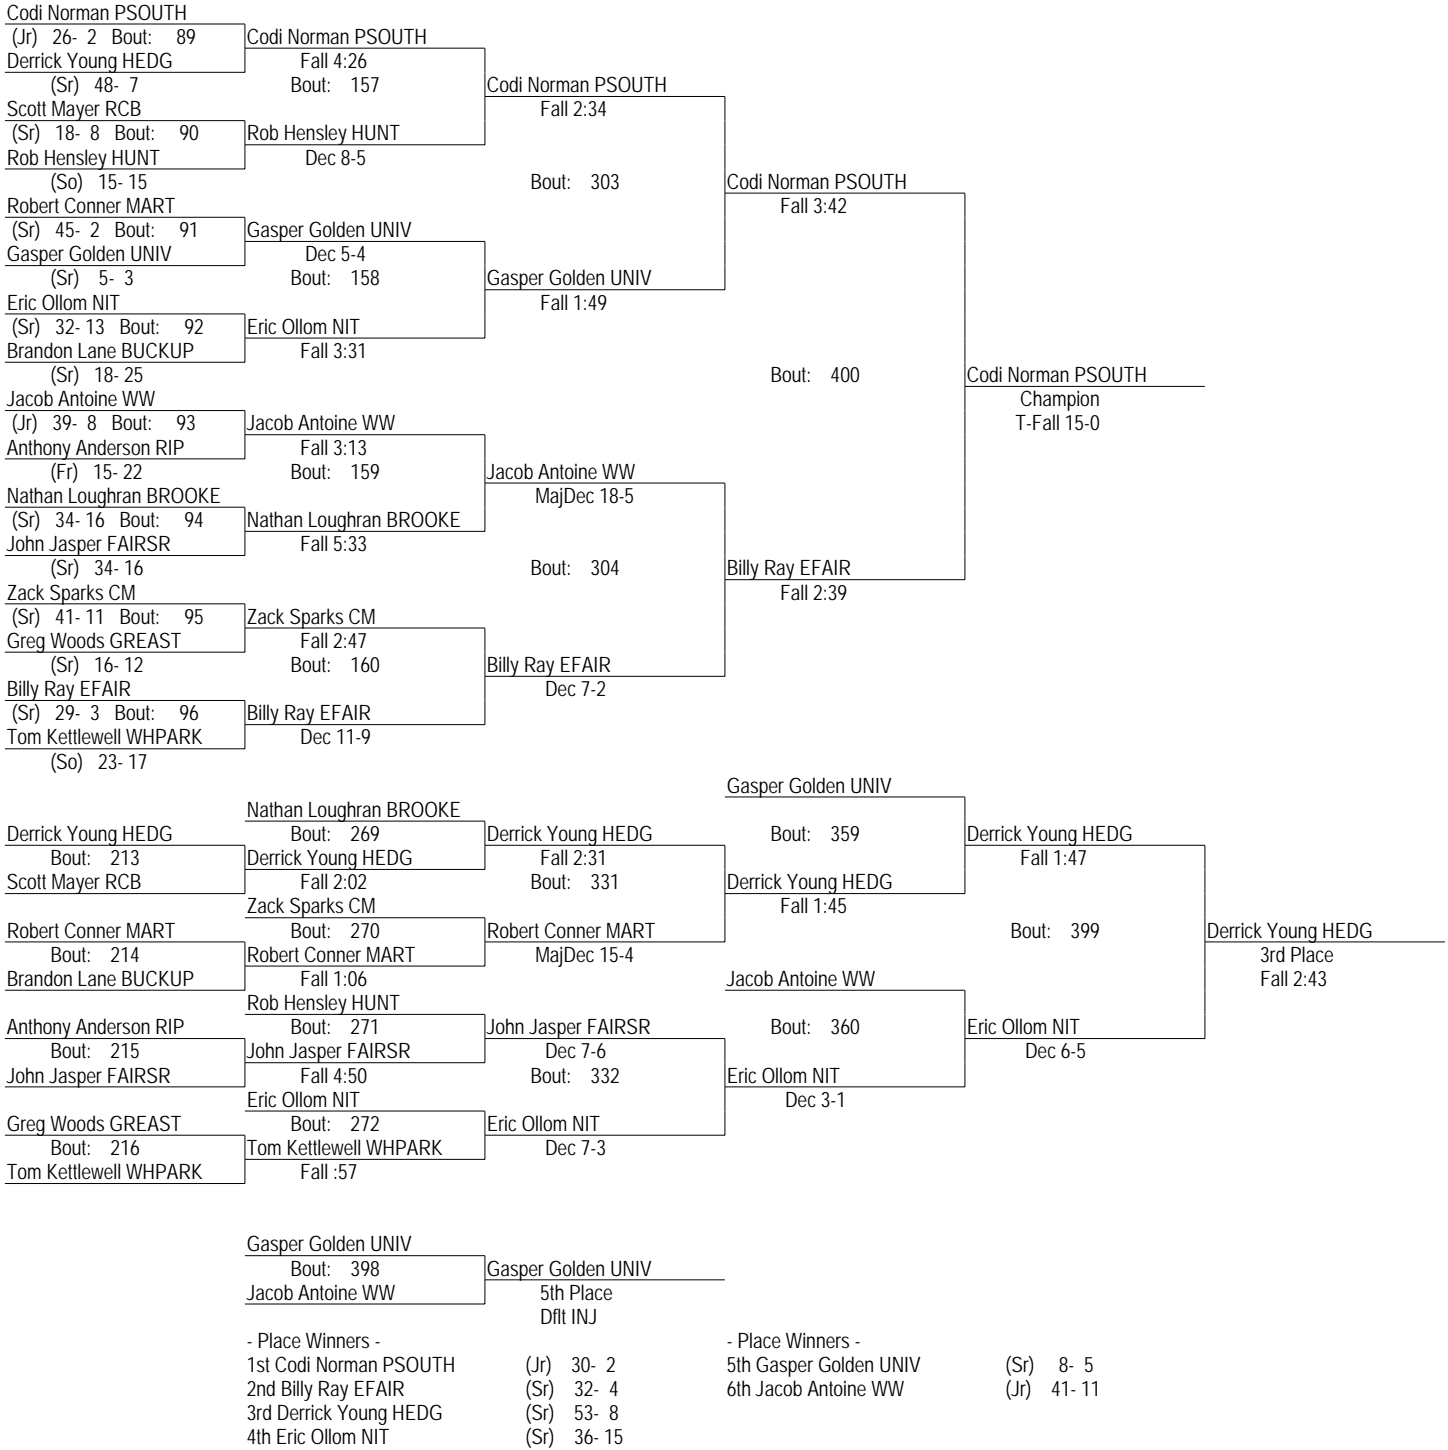 Codi Norman PSOUTH
(Jr) 26- 2 Bout: 89 Codi Norman PSOUTH
Derrick Young HEDG Fall 4:26
(Sr) 48- 7 Bout: 157 Codi Norman PSOUTH
Scott Mayer RCB Fall 2:34
(Sr) 18- 8 Bout: 90 Rob Hensley HUNT
Rob Hensley HUNT Dec 8-5
(So) 15- 15 Bout: 303 Codi Norman PSOUTH
Robert Conner MART Fall 3:42
(Sr) 45- 2 Bout: 91 Gasper Golden UNIV
Gasper Golden UNIV Dec 5-4
(Sr) 5- 3 Bout: 158 Gasper Golden UNIV
Eric Ollom NIT Fall 1:49
(Sr) 32- 13 Bout: 92 Eric Ollom NIT
Brandon Lane BUCKUP Fall 3:31
(Sr) 18- 25 Bout: 400 Codi Norman PSOUTH
Jacob Antoine WW Champion
(Jr) 39- 8 Bout: 93 Jacob Antoine WW T-Fall 15-0
Anthony Anderson RIP Fall 3:13
(Fr) 15- 22 Bout: 159 Jacob Antoine WW
Nathan Loughran BROOKE MajDec 18-5
(Sr) 34- 16 Bout: 94 Nathan Loughran BROOKE
John Jasper FAIRSR Fall 5:33
(Sr) 34- 16 Bout: 304 Billy Ray EFAIR
Zack Sparks CM Fall 2:39
(Sr) 41- 11 Bout: 95 Zack Sparks CM
Greg Woods GREAST Fall 2:47
(Sr) 16- 12 Bout: 160 Billy Ray EFAIR
Billy Ray EFAIR Dec 7-2
(Sr) 29- 3 Bout: 96 Billy Ray EFAIR
Tom Kettlewell WHPARK Dec 11-9
(So) 23- 17
Gasper Golden UNIV
Nathan Loughran BROOKE
Derrick Young HEDG Bout: 269 Derrick Young HEDG Bout: 359 Derrick Young HEDG
Bout: 213 Derrick Young HEDG Fall 2:31 Fall 1:47
Scott Mayer RCB Fall 2:02 Bout: 331 Derrick Young HEDG
Zack Sparks CM Fall 1:45
Robert Conner MART Bout: 270 Robert Conner MART Bout: 399 Derrick Young HEDG
Bout: 214 Robert Conner MART MajDec 15-4 3rd Place
Brandon Lane BUCKUP Fall 1:06 Jacob Antoine WW Fall 2:43
Rob Hensley HUNT
Anthony Anderson RIP Bout: 271 John Jasper FAIRSR Bout: 360 Eric Ollom NIT
Bout: 215 John Jasper FAIRSR Dec 7-6 Dec 6-5
John Jasper FAIRSR Fall 4:50 Bout: 332 Eric Ollom NIT
Eric Ollom NIT Dec 3-1
Greg Woods GREAST Bout: 272 Eric Ollom NIT
Bout: 216 Tom Kettlewell WHPARK Dec 7-3
Tom Kettlewell WHPARK Fall :57
Gasper Golden UNIV
Bout: 398 Gasper Golden UNIV
Jacob Antoine WW 5th Place
Dflt INJ
- Place Winners - - Place Winners -
1st Codi Norman PSOUTH (Jr) 30- 2 5th Gasper Golden UNIV (Sr) 8- 5
2nd Billy Ray EFAIR (Sr) 32- 4 6th Jacob Antoine WW (Jr) 41- 11
3rd Derrick Young HEDG (Sr) 53- 8
4th Eric Ollom NIT (Sr) 36- 15